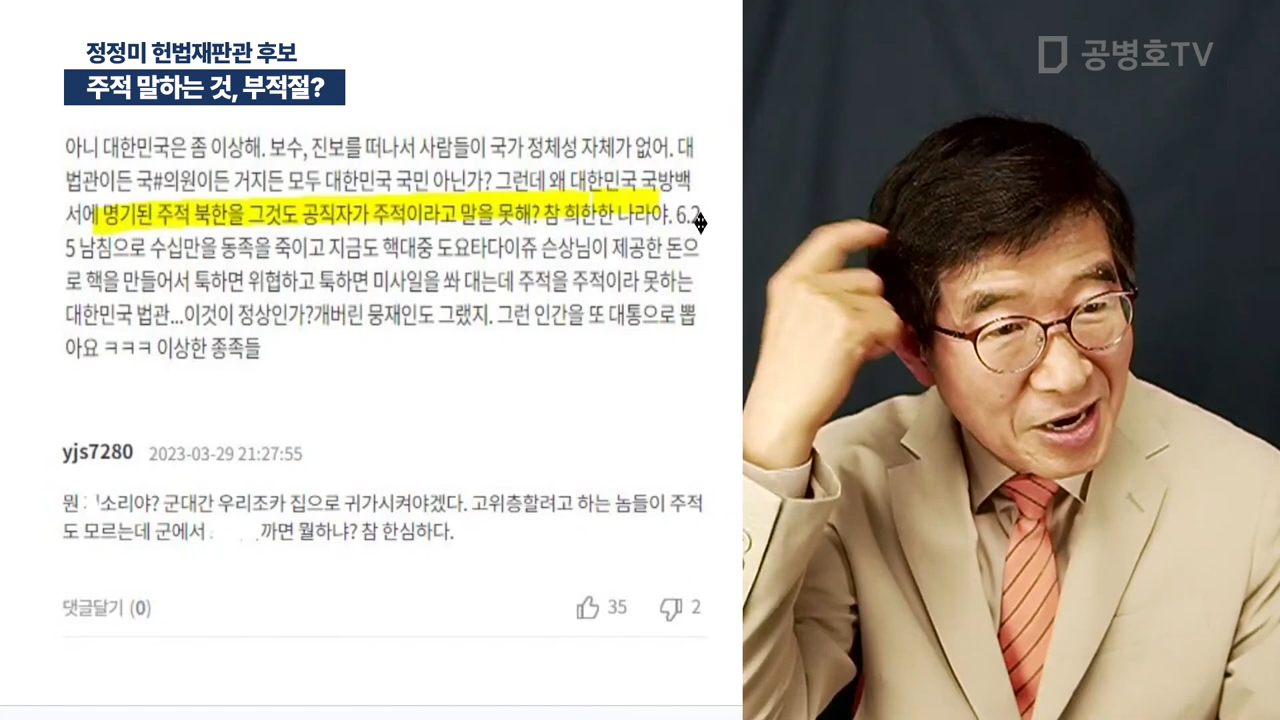 정정미 헌법재판관 후보
주적 말하는 것, 부적절?
공병호TV
아니 대한민국은 좀 이상해. 보수, 진보를 떠나서 사람들이 국가 정체성 자체가 없어. 대
법관이든 국#의원이든 거지든 모두 대한민국 국민 아닌가? 그런데 왜 대한민국 국방백
서에 명기된 주적 북한을 그것도 공직자가 주적이라고 말을 못해? 참 희한한 나라야. 6.2
5 남침으로 수십만을 동족을 죽이고 지금도 핵대중 도요타다이쥬 슨상님이 제공한 돈으
로 핵을 만들어서 툭하면 위협하고 툭하면 미사일을 쏴 대는데 주적을 주적이라 못하는
대한민국 법관...이것이 정상인가?개버린 뭉재인도 그랬지. 그런 인간을 또 대통으로 뽑
아요 ㅋㅋㅋ 이상한 종족들
yjs7280 2023-03-29 21:27:55
뭔 소리야? 군대간 우리조카 집으로 귀가시켜야겠다. 고위층할려고 하는 놈들이 주적
도 모르는데 군에서 까면 뭘하냐? 참 한심하다.
댓글달기 (0) 35 2